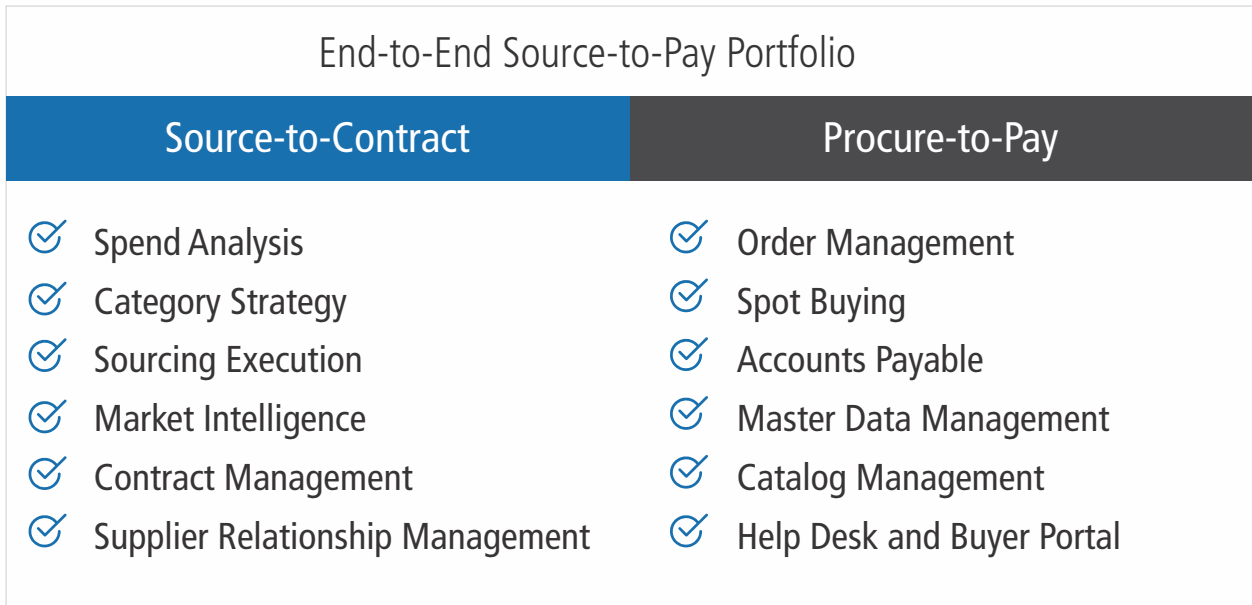 End-to-End Source-to-Pay Portfolio
Source-to-Contract
Procure-to-Pay
Spend Analysis
Category Strategy
Sourcing Execution
Market Intelligence
Contract Management
Supplier Relationship Management
Order Management
Spot Buying
Accounts Payable
Master Data Management
Catalog Management
Help Desk and Buyer Portal